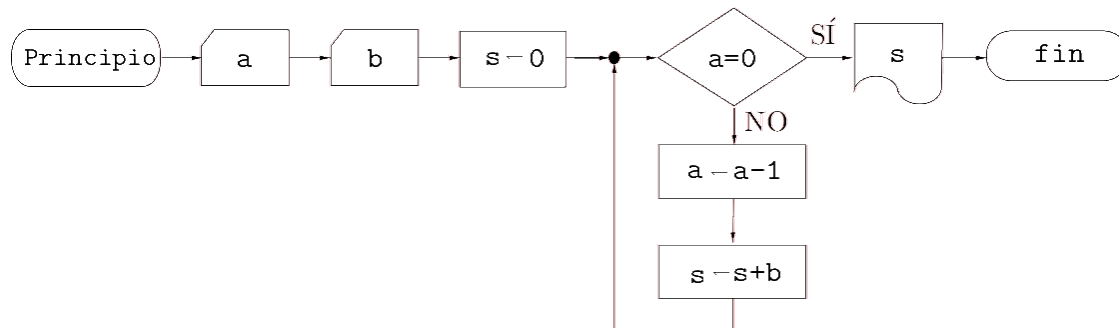 Principio
a
b
s←0
a=0
SÍ
s
fin
NO
a←a-1
s←s+b